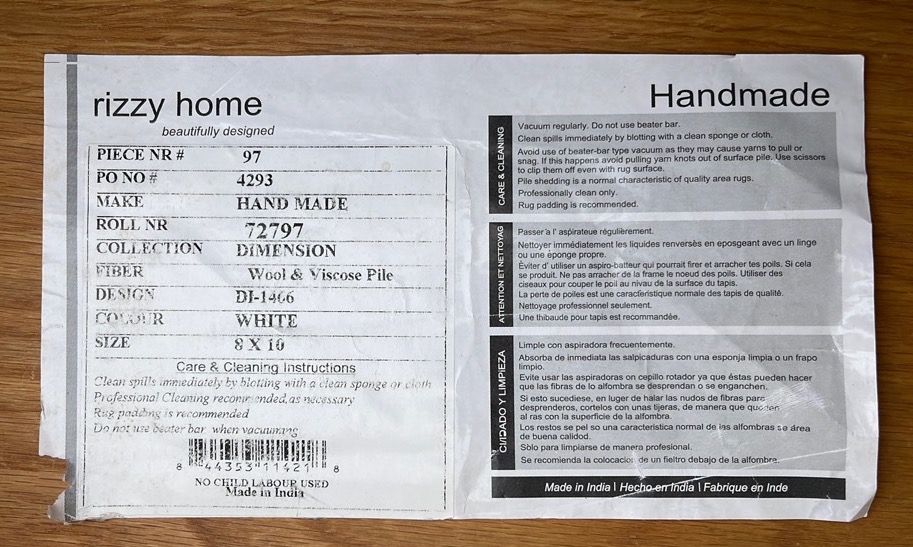 rizzy home
beautifully designed
PIECE NR # 97
PO NO # 4293
MAKE HAND MADE
ROLL NR 72797
COLLECTION DIMENSION
FIBER Wool & Viscose Pile
DESIGN DI-1466
COLOUR WHITE
SIZE 8 X 10
Care & Cleaning Instructions
Clean spills immediately by blotting with a clean sponge or cloth
Professional Cleaning recommended, as necessary
Rug padding is recommended
Do not use beater bar when vacuuming
8 44353 11421 8
NO CHILD LABOUR USED
Made in India
Handmade
CARE & CLEANING
Vacuum regularly. Do not use beater bar.
Clean spills immediately by blotting with a clean sponge or cloth.
Avoid use of beater-bar type vacuum as they may cause yarns to pull or
snag. If this happens avoid pulling yarn knots out of surface pile. Use scissors
to clip them off even with rug surface.
Pile shedding is a normal characteristic of quality area rugs.
Professionally clean only.
Rug padding is recommended.
ATTENTION ET NETTOYAG
Passer à l' aspirateur régulièrement.
Nettoyer immédiatement les liquides renversés en eposgeant avec un linge
ou une éponge propre.
Éviter d' utiliser un aspiro-batteur qui pourrait firer et arracher tes poils. Si cela
se produit. Ne pas arracher de la frame le noeud des poils. Utiliser des
ciseaux pour couper le poil au niveau de la surface du tapis.
La perte de poiles est une caractéristique normale des tapis de qualité.
Nettoyage professionnel seulement.
Une thibaude pour tapis est recommandée.
CUIDADO Y LIMPIEZA
Limpie con aspiradora frecuentemente.
Absorba de inmediata las salpicaduras con una esponja limpia o un frapo
limpio.
Evite usar las aspiradoras on cepillo rotador ya que éstas pueden hacer
que las fibras de lo alfombra se desprendan o se enganchen.
Si esto sucediese, en luger de halar las nudos de fibras para
desprenderos, cortelos con unas tijeras, de manera que quoden
al ras con la superficie de la alfombra.
Los restos se pel so una caracteristica normal de las alfombras se área
de buena calidod.
Sòlo para limpiarse de manera profesional.
Se recomienda la colocacion de un fieltro debajo de la alfombra.
Made in India \ Hecho en India \ Fabrique en Inde